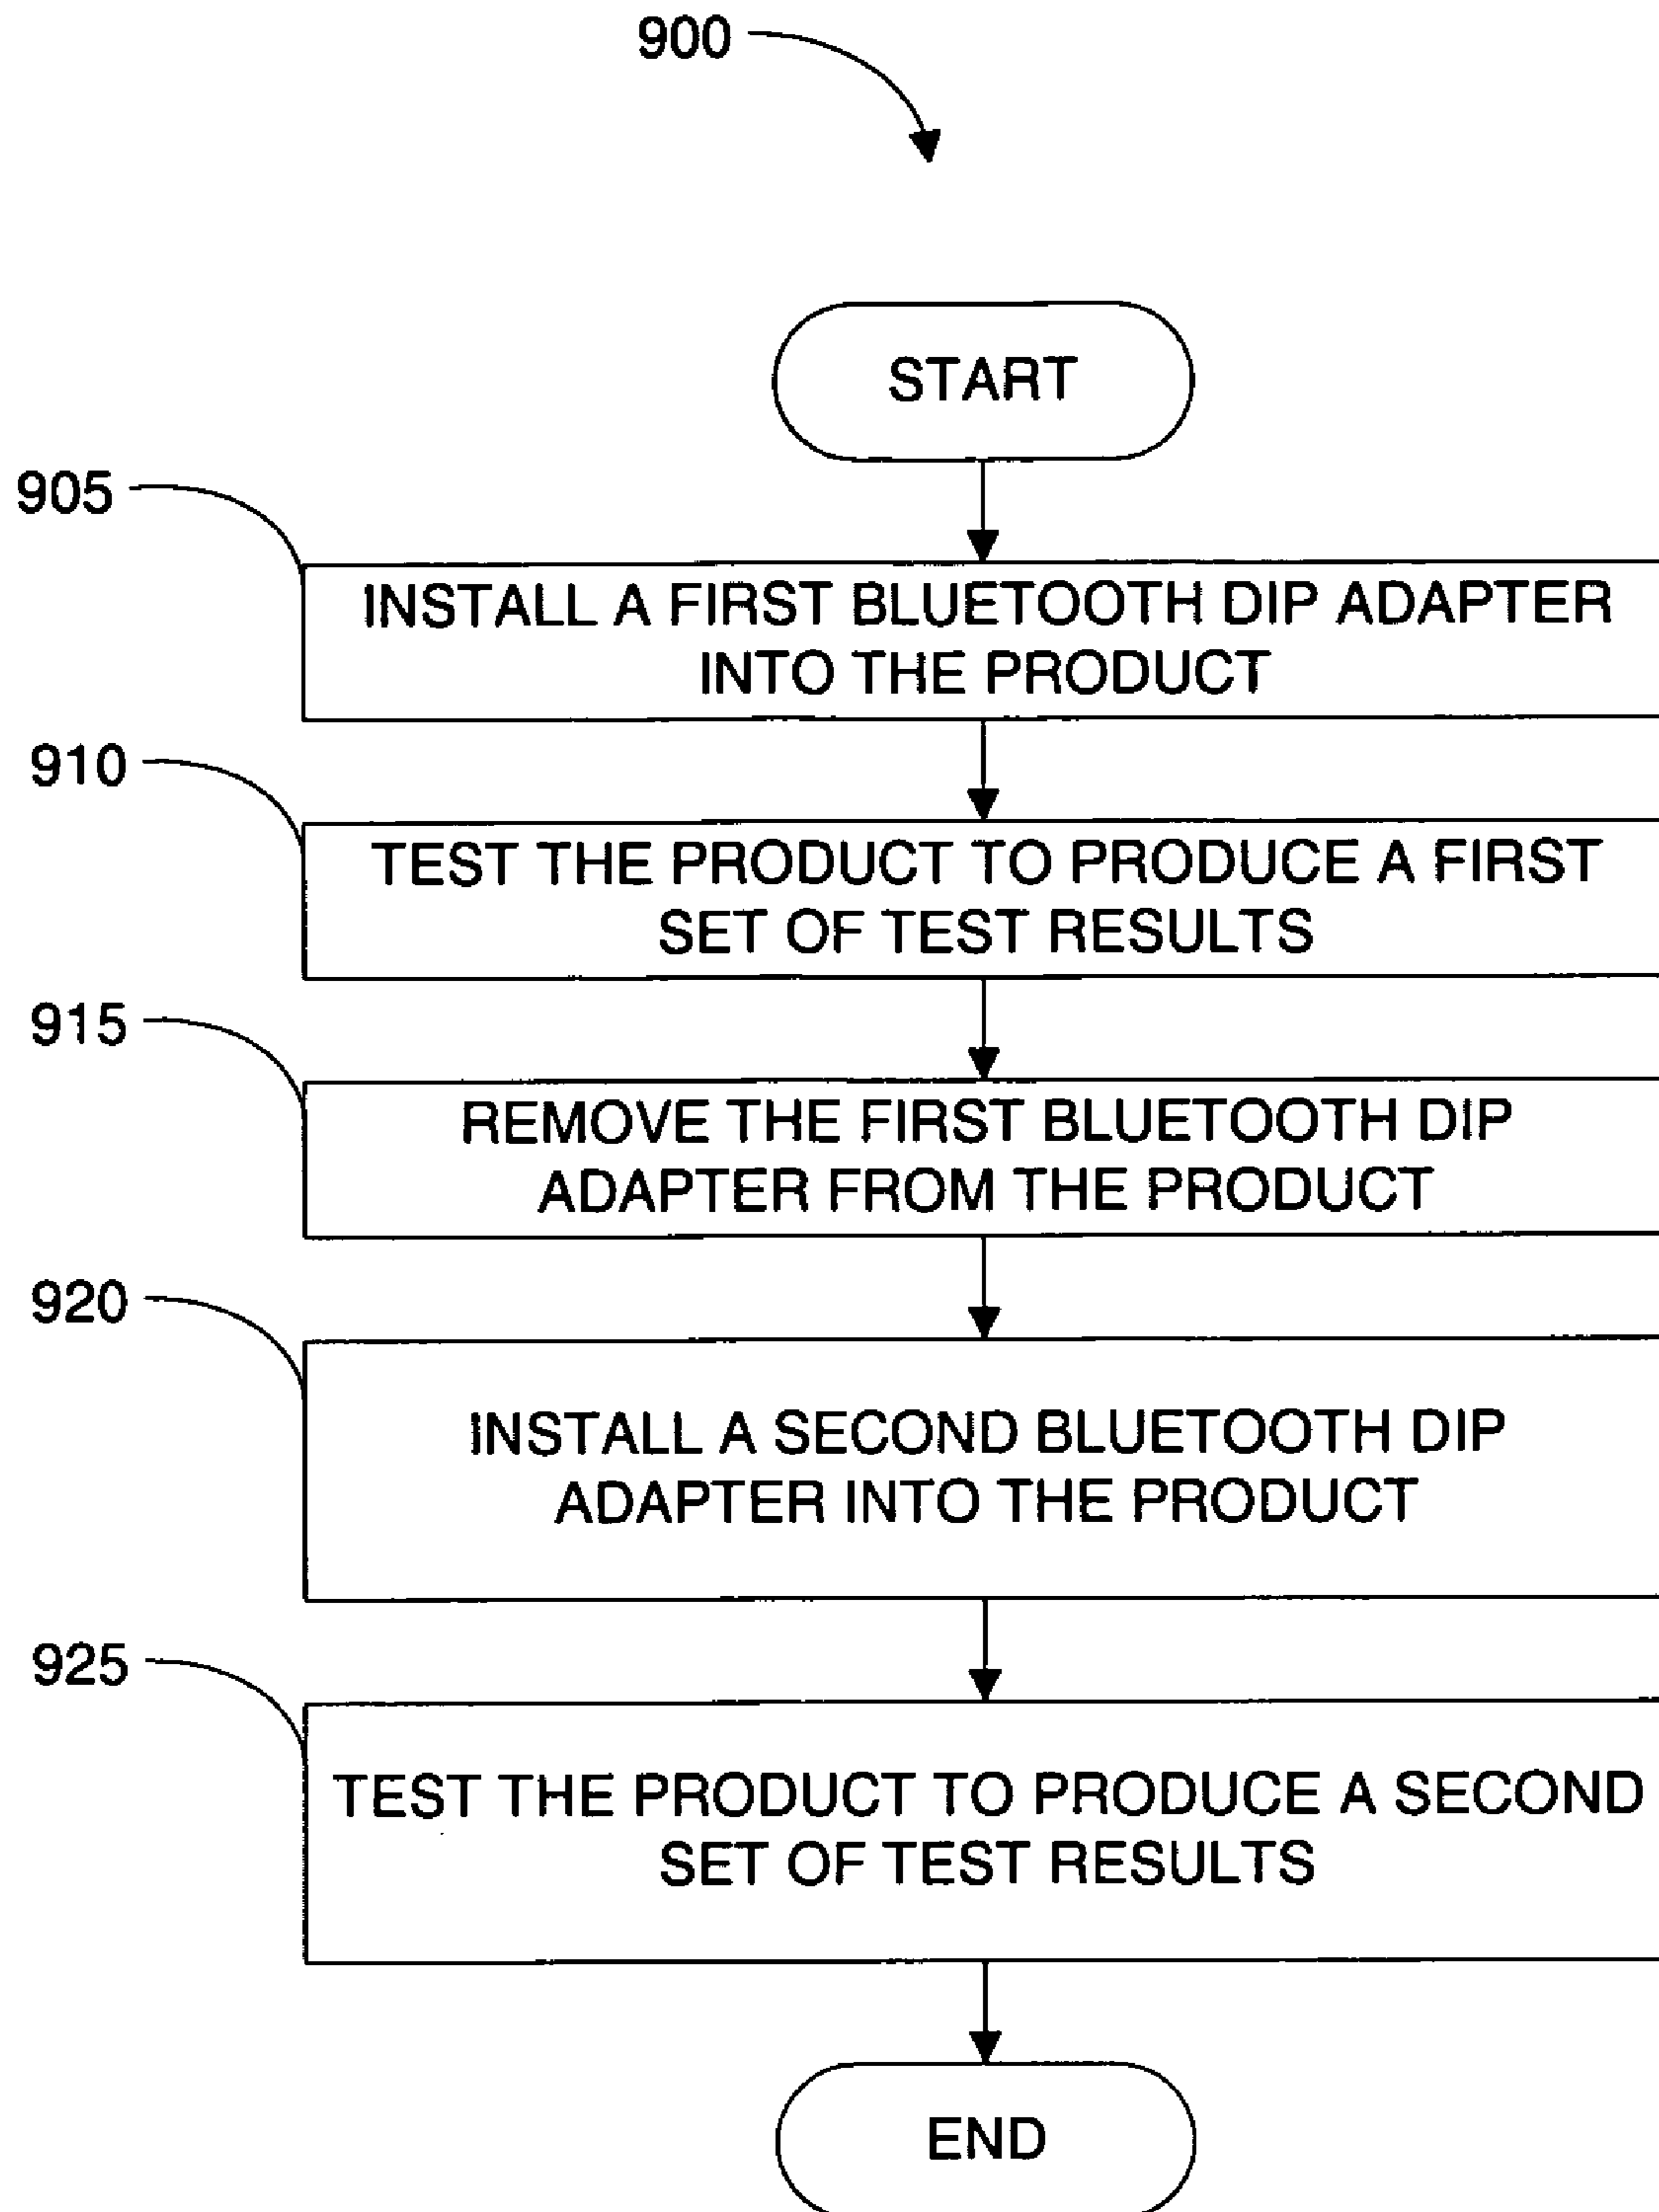 900
START
905
INSTALL A FIRST BLUETOOTH DIP ADAPTER
INTO THE PRODUCT
910
TEST THE PRODUCT TO PRODUCE A FIRST
SET OF TEST RESULTS
915
REMOVE THE FIRST BLUETOOTH DIP
ADAPTER FROM THE PRODUCT
920
INSTALL A SECOND BLUETOOTH DIP
ADAPTER INTO THE PRODUCT
925
TEST THE PRODUCT TO PRODUCE A SECOND
SET OF TEST RESULTS
END